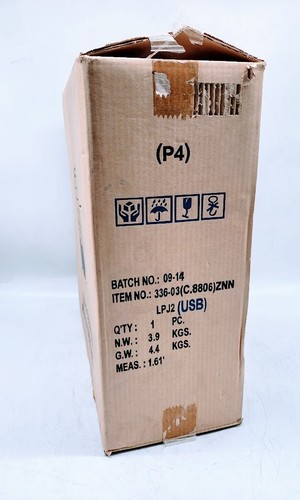 (P4)
BATCH NO.: 09-14
ITEM NO.: 336-03(C.8806)ZNN
LPJ2 (USB)
Q'TY : 1 PC.
N.W. : 3.9 KGS.
G.W. : 4.4 KGS.
MEAS. : 1.61'